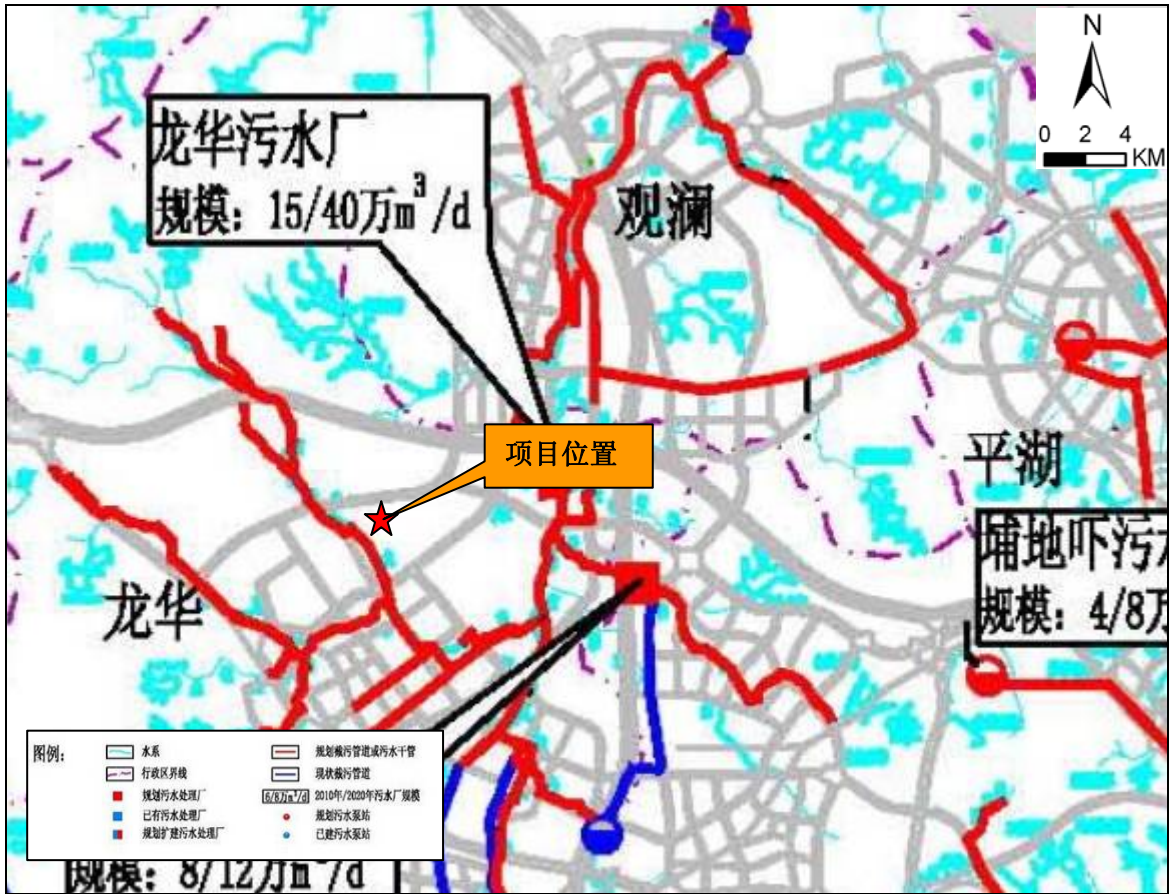 N
0 2 4
KM
龙华污水厂
规模：15/40万m³/d
观澜
项目位置
平湖
埔地吓污水
规模：4/8万
龙华
图例：
水系
规划截污管道或污水干管
行政区界线
现状截污管道
规划污水处理厂
6/8万m³/d 2010年/2020年污水厂规模
已有污水处理厂
规划污水泵站
规划扩建污水处理厂
已建污水泵站
规模：8/12万m³/d